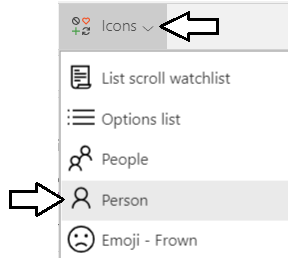 Icons
List scroll watchlist
Options list
People
Person
Emoji - Frown